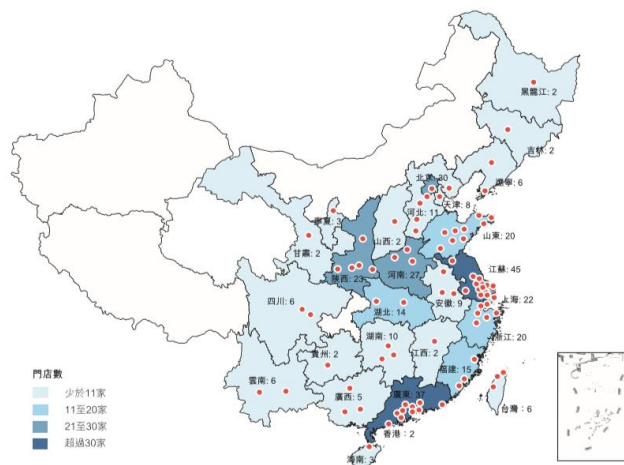 黑龍江: 2
吉林: 2
遼寧: 6
北京: 30
天津: 8
河北: 11
寧夏: 3
山西: 2
山東: 20
甘肅: 2
陝西: 23
河南: 27
江蘇: 45
安徽: 9
上海: 22
四川: 6
湖北: 14
浙江: 20
湖南: 10
江西: 2
貴州: 2
福建: 15
雲南: 6
廣西: 5
廣東: 37
台灣: 6
香港: 2
海南: 3
門店數
少於11家
11至20家
21至30家
超過30家